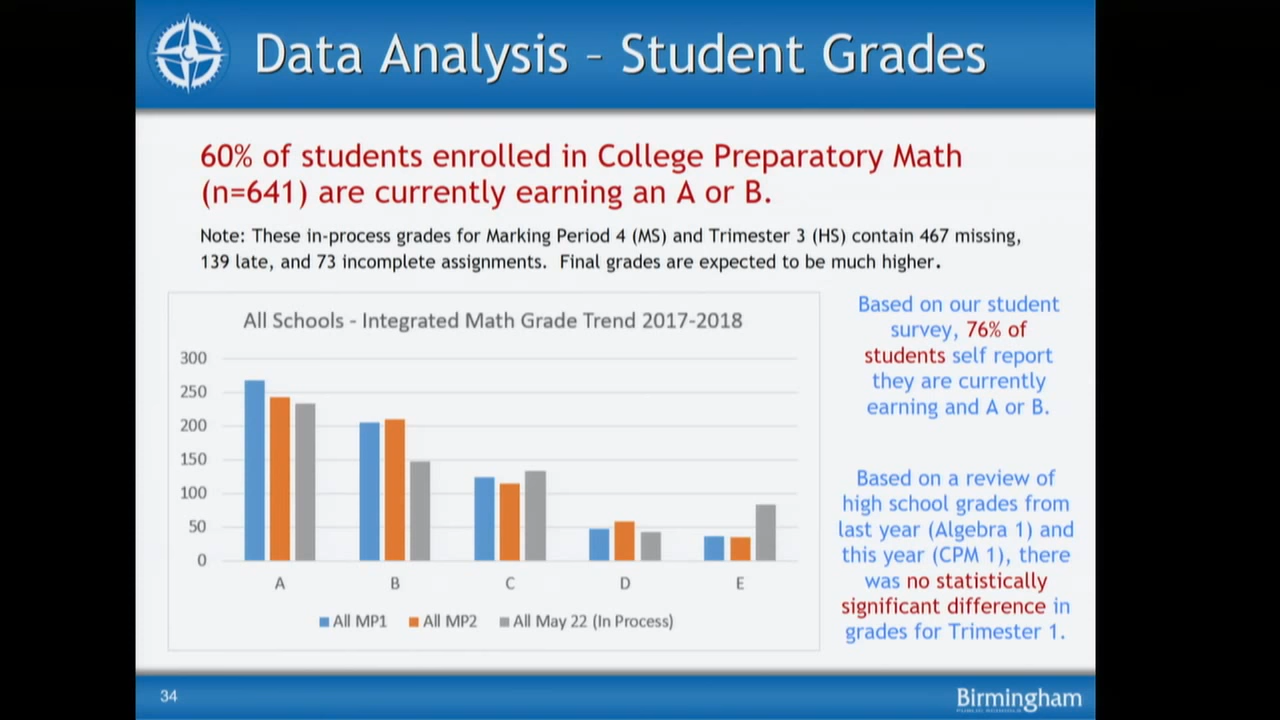 Data Analysis – Student Grades
60% of students enrolled in College Preparatory Math
(n=641) are currently earning an A or B.
Note: These in-process grades for Marking Period 4 (MS) and Trimester 3 (HS) contain 467 missing,
139 late, and 73 incomplete assignments. Final grades are expected to be much higher.
All Schools - Integrated Math Grade Trend 2017-2018
300
250
200
150
100
50
0
A B C D E
All MP1 All MP2 All May 22 (In Process)
Based on our student
survey, 76% of
students self report
they are currently
earning and A or B.
Based on a review of
high school grades from
last year (Algebra 1) and
this year (CPM 1), there
was no statistically
significant difference in
grades for Trimester 1.
34
Birmingham
PUBLIC SCHOOLS